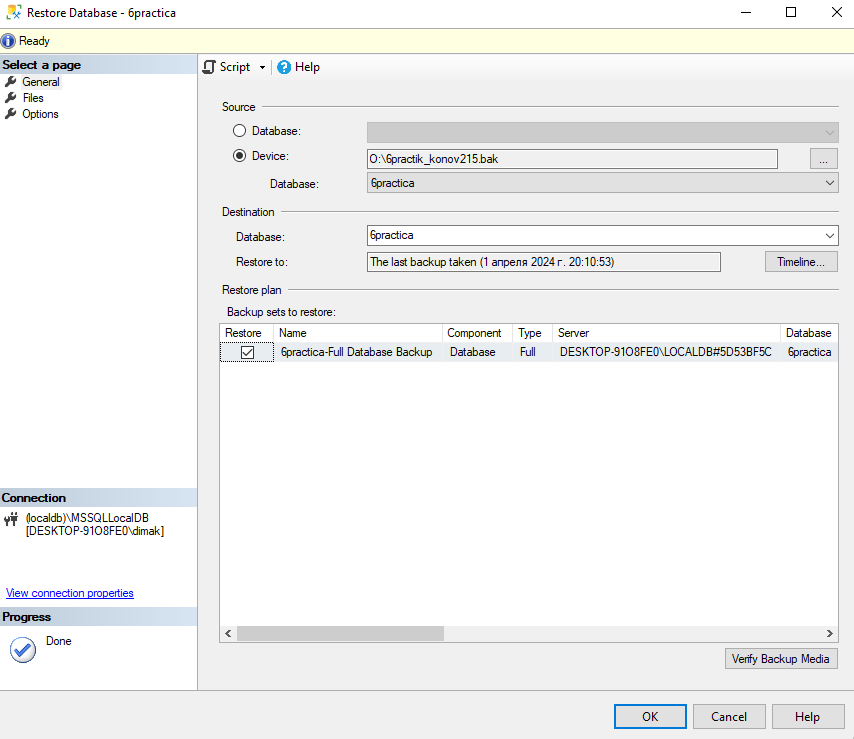 Restore Database - 6practica
Ready
Select a page
General
Files
Options
Script
Help
Source
Database:
Device:
O:\6practik_konov215.bak
...
Database:
6practica
Destination
Database:
6practica
Restore to:
The last backup taken (1 апреля 2024 г. 20:10:53)
Timeline...
Restore plan
Backup sets to restore:
Restore Name Component Type Server Database
6practica-Full Database Backup Database Full DESKTOP-91O8FE0\LOCALDB#5D53BF5C 6practica
Connection
(localdb)\MSSQLLocalDB
[DESKTOP-91O8FE0\dimak]
View connection properties
Progress
Done
Verify Backup Media
OK
Cancel
Help